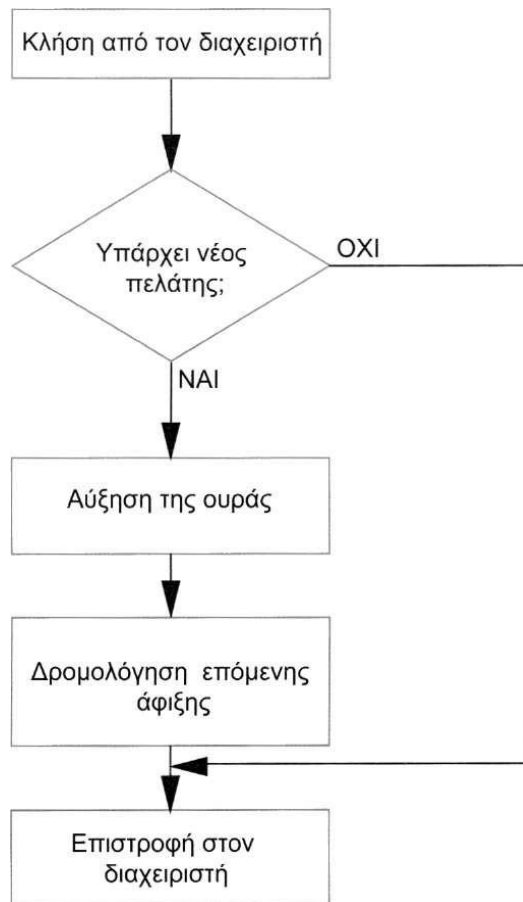 Κλήση από τον διαχειριστή
Υπάρχει νέος
πελάτης;
ΟΧΙ
ΝΑΙ
Αύξηση της ουράς
Δρομολόγηση επόμενης
άφιξης
Επιστροφή στον
διαχειριστή